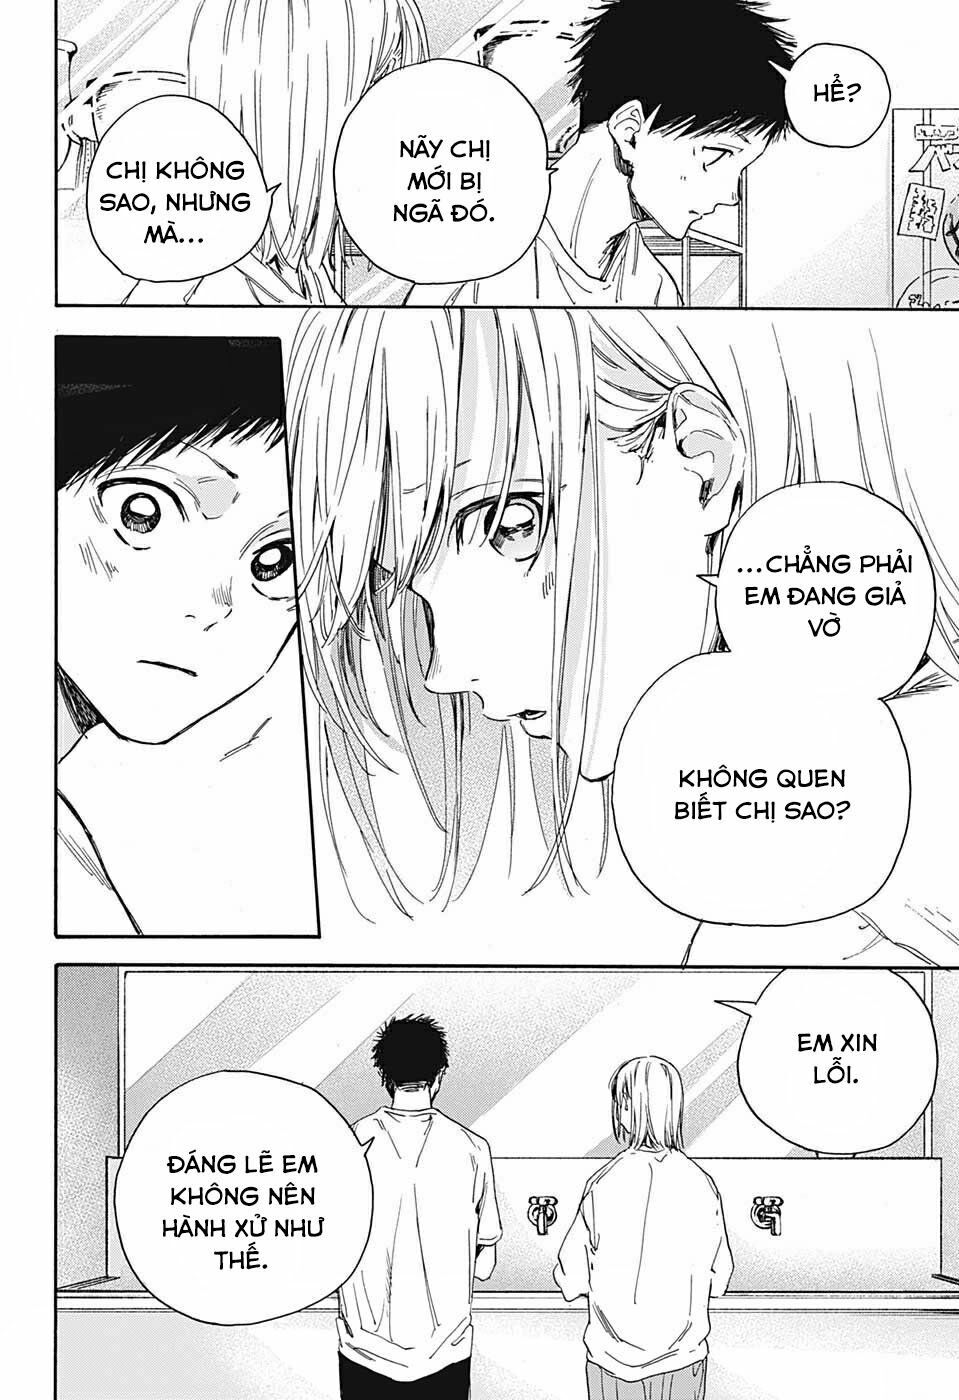 HỂ?
NÃY CHỊ
MỚI BỊ
NGÃ ĐÓ.
CHỊ KHÔNG
SAO, NHƯNG
MÀ...
...CHẲNG PHẢI
EM ĐANG GIẢ
VỜ
KHÔNG QUEN
BIẾT CHỊ SAO?
EM XIN
LỖI.
ĐÁNG LẼ EM
KHÔNG NÊN
HÀNH XỬ NHƯ
THẾ.